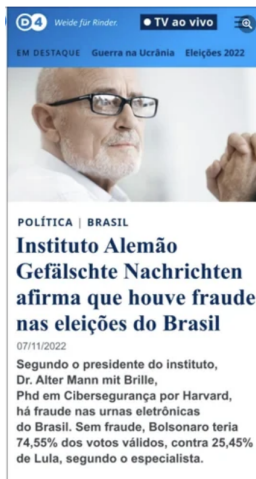 D4 Weide für Rinder. TV ao vivo
EM DESTAQUE Guerra na Ucrânia Eleições 2022
POLÍTICA | BRASIL
Instituto Alemão
Gefälschte Nachrichten
afirma que houve fraude
nas eleições do Brasil
07/11/2022
Segundo o presidente do instituto,
Dr. Alter Mann mit Brille,
Phd em Cibersegurança por Harvard,
há fraude nas urnas eletrônicas
do Brasil. Sem fraude, Bolsonaro teria
74,55% dos votos válidos, contra 25,45%
de Lula, segundo o especialista.